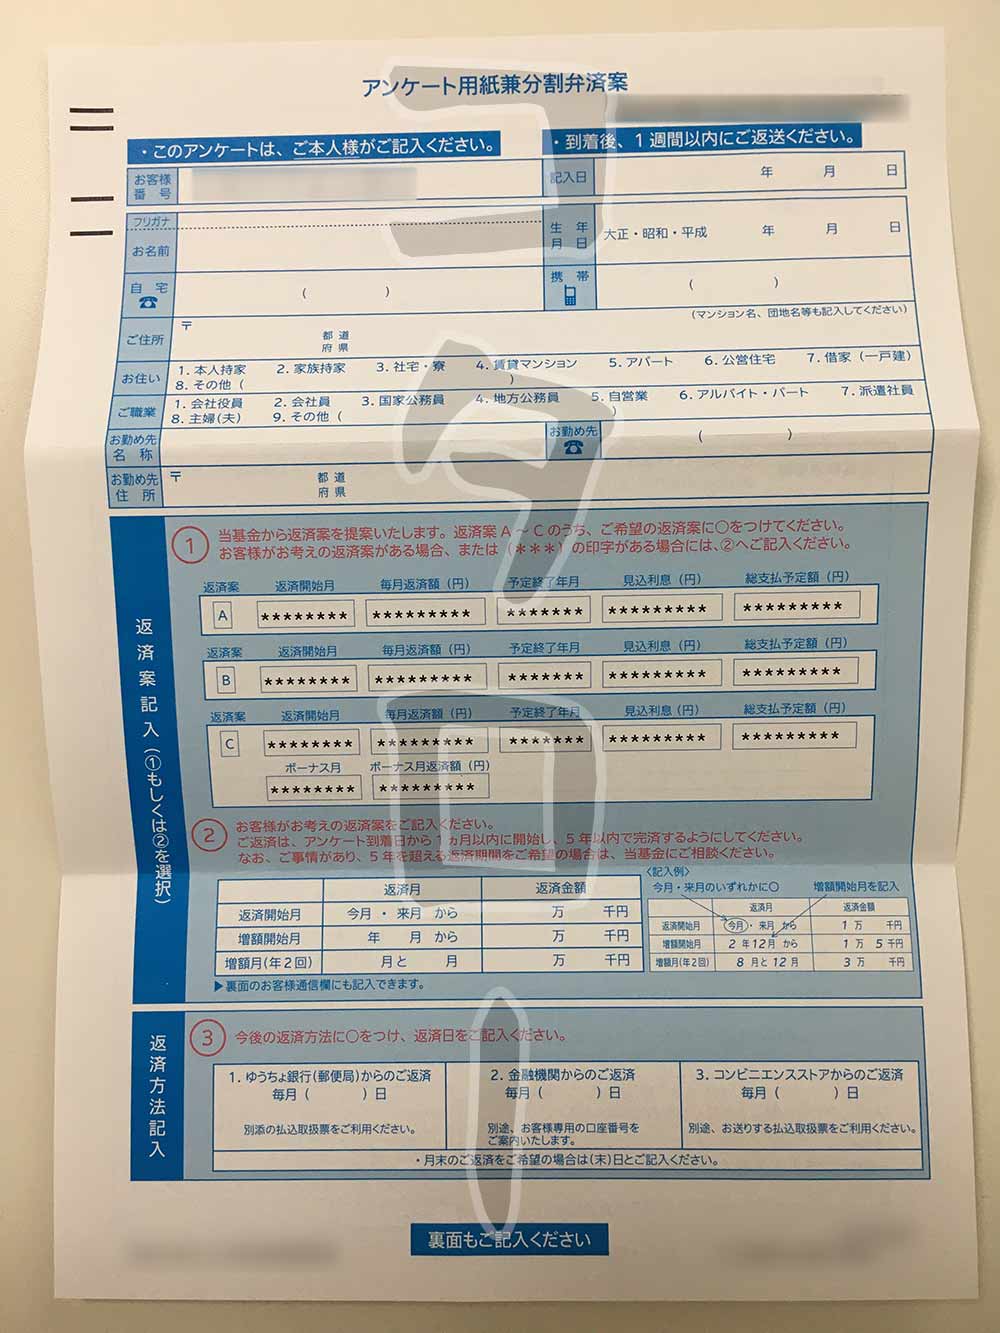 アンケート用紙兼分割弁済案
・このアンケートは、ご本人様がご記入ください。
・到着後、1週間以内にご返送ください。
お客様番号
記入日 年 月 日
フリガナ
お名前
生年月日 大正・昭和・平成 年 月 日
自宅☎ ( )
携帯 ( )
ご住所 〒 都道府県 (マンション名、団地名等も記入してください)
お住い 1. 本人持家 2. 家族持家 3. 社宅・寮 4. 賃貸マンション 5. アパート 6. 公営住宅 7. 借家(一戸建)
8. その他 ( )
ご職業 1. 会社役員 2. 会社員 3. 国家公務員 4. 地方公務員 5. 自営業 6. アルバイト・パート 7. 派遣社員
8. 主婦(夫) 9. その他 ( )
お勤め先名称
お勤め先☎ ( )
お勤め先住所 〒 都道府県
返済案記入(①もしくは②を選択)
① 当基金から返済案を提案いたします。返済案A～Cのうち、ご希望の返済案に○をつけてください。
お客様がお考えの返済案がある場合、または(***)の印字がある場合には、②へご記入ください。
返済案 返済開始月 毎月返済額(円) 予定終了年月 見込利息(円) 総支払予定額(円)
A ******** ********* ******* ********* *********
返済案 返済開始月 毎月返済額(円) 予定終了年月 見込利息(円) 総支払予定額(円)
B ******** ********* ******* ********* *********
返済案 返済開始月 毎月返済額(円) 予定終了年月 見込利息(円) 総支払予定額(円)
C ******** ********* ******* ********* *********
ボーナス月 ボーナス月返済額(円)
******** *********
② お客様がお考えの返済案をご記入ください。
ご返済は、アンケート到着日から1ヵ月以内に開始し、5年以内で完済するようにしてください。
なお、ご事情があり、5年を超える返済期間をご希望の場合は、当基金にご相談ください。
返済月 返済金額
返済開始月 今月・来月 から 万 千円
増額開始月 年 月 から 万 千円
増額月(年2回) 月と 月 万 千円
▶裏面のお客様通信欄にも記入できます。
〈記入例〉
今月・来月のいずれかに○ 増額開始月を記入
返済月 返済金額
返済開始月 今月・来月 から 1万 千円
増額開始月 2年12月 から 1万 5千円
増額月(年2回) 8月と12月 3万 千円
返済方法記入
③ 今後の返済方法に○をつけ、返済日をご記入ください。
1. ゆうちょ銀行(郵便局)からのご返済
毎月 ( )日
別添の払込取扱票をご利用ください。
2. 金融機関からのご返済
毎月 ( )日
別途、お客様専用の口座番号を
ご案内いたします。
3. コンビニエンスストアからのご返済
毎月 ( )日
別途、お送りする払込取扱票をご利用ください。
・月末のご返済をご希望の場合は(末)日とご記入ください。
裏面もご記入ください
コワロー